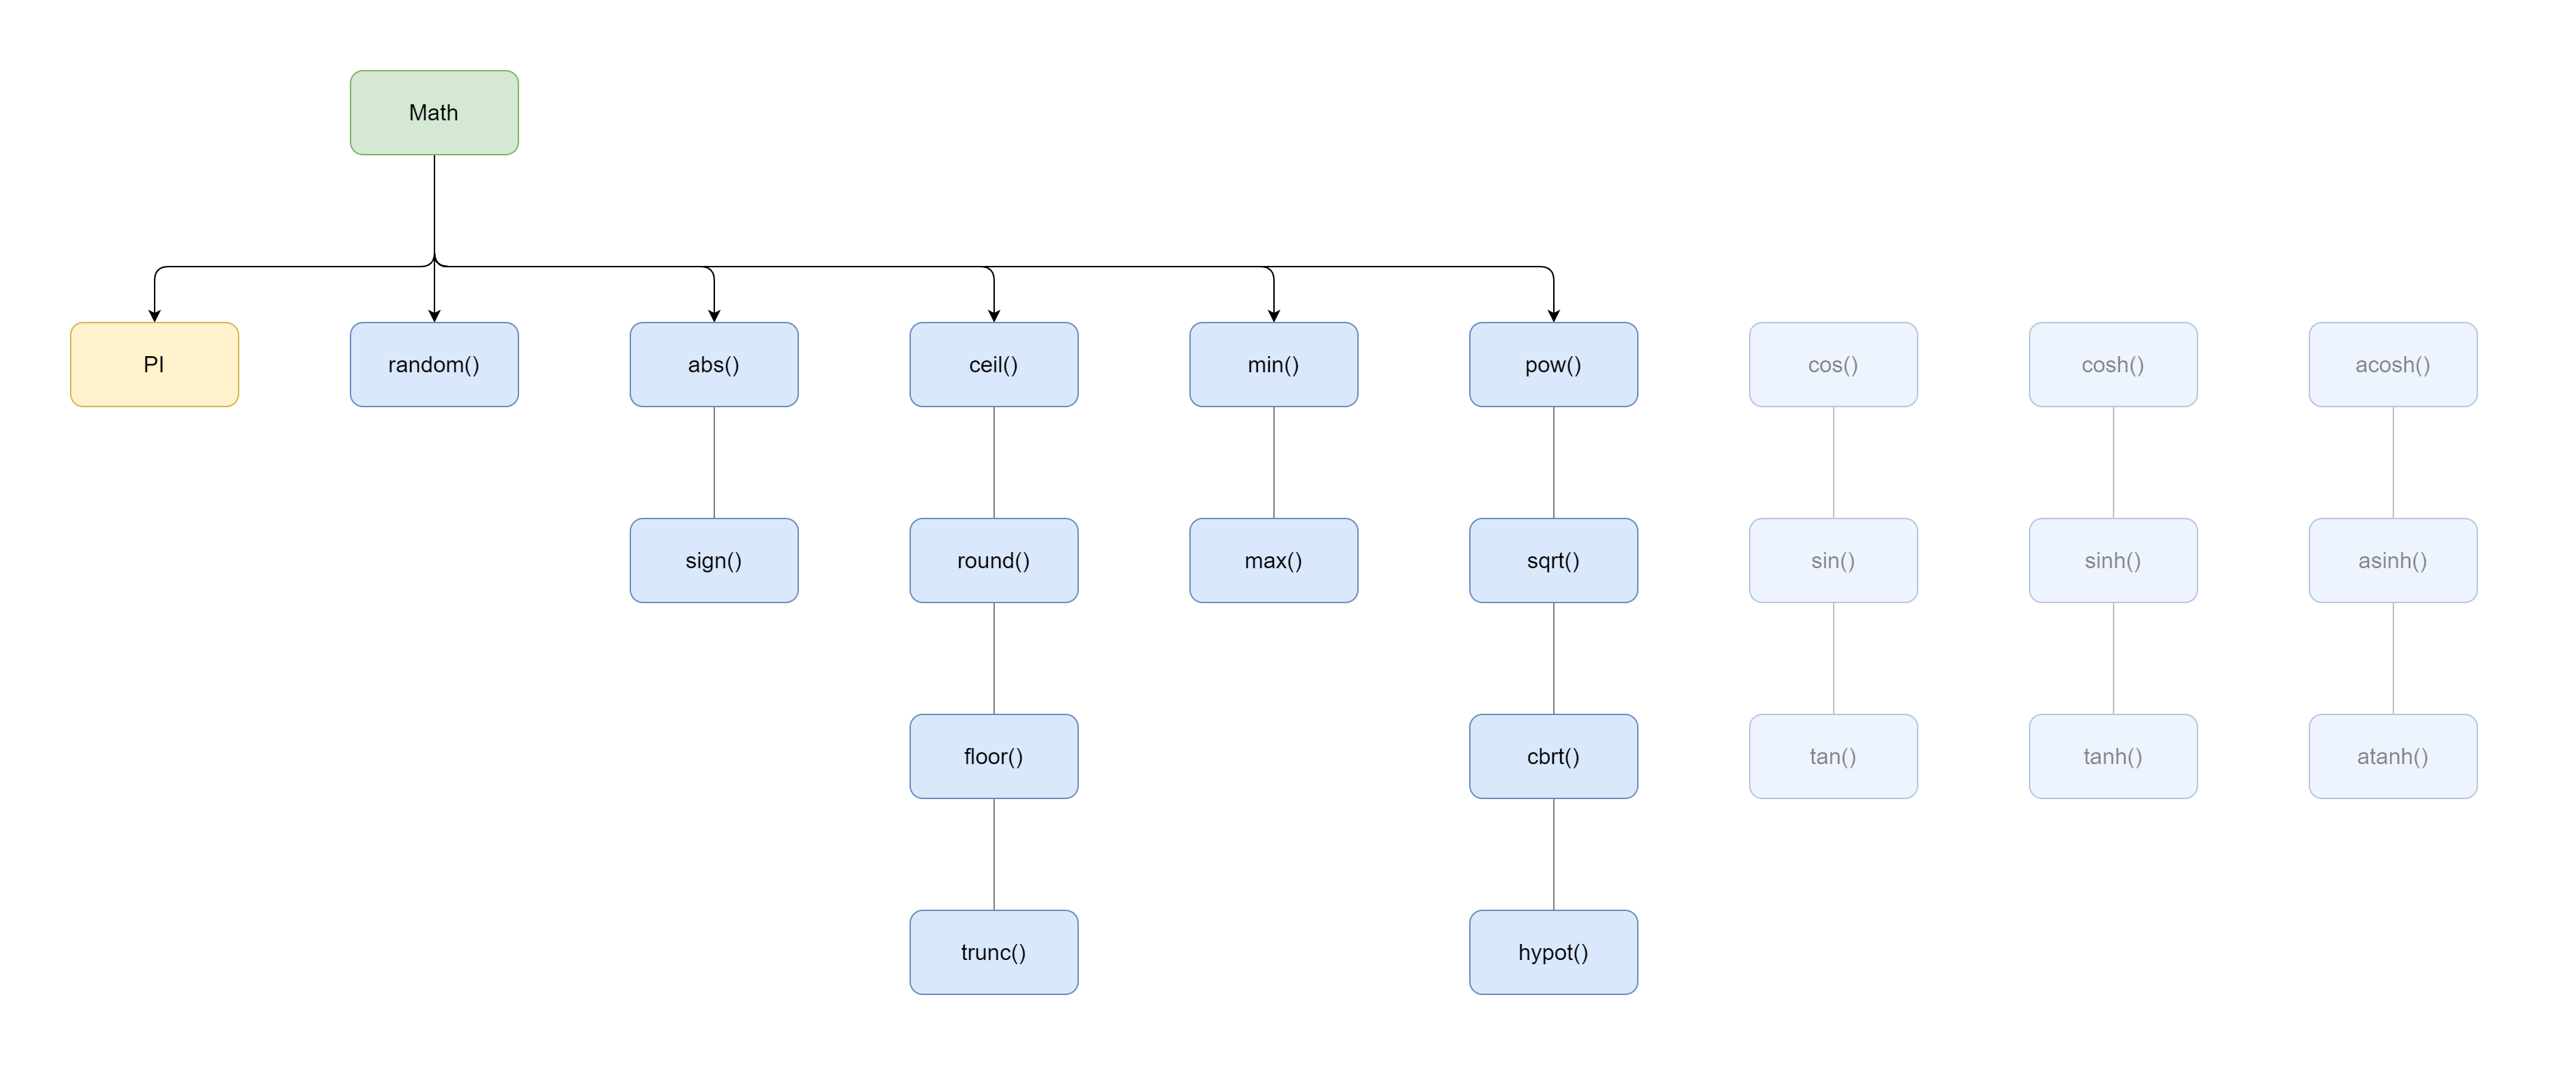 Math
PI
random()
abs()
ceil()
min()
pow()
cos()
cosh()
acosh()
sign()
round()
max()
sqrt()
sin()
sinh()
asinh()
floor()
cbrt()
tan()
tanh()
atanh()
trunc()
hypot()